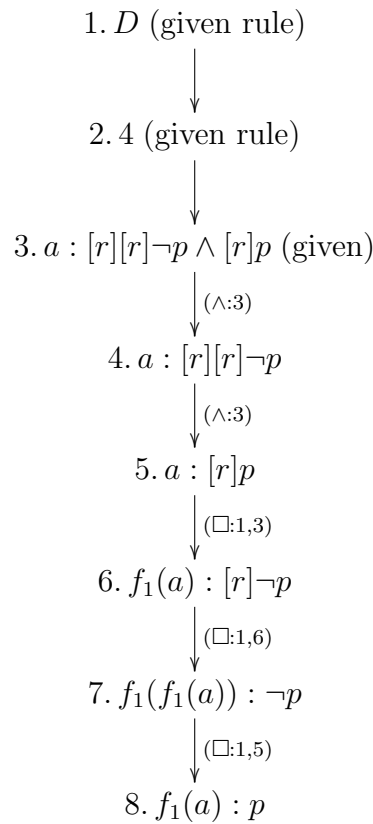 1. D (given rule)
2. 4 (given rule)
3. a : [r][r]¬p ∧ [r]p (given)
(∧:3)
4. a : [r][r]¬p
(∧:3)
5. a : [r]p
(□:1,3)
6. f₁(a) : [r]¬p
(□:1,6)
7. f₁(f₁(a)) : ¬p
(□:1,5)
8. f₁(a) : p